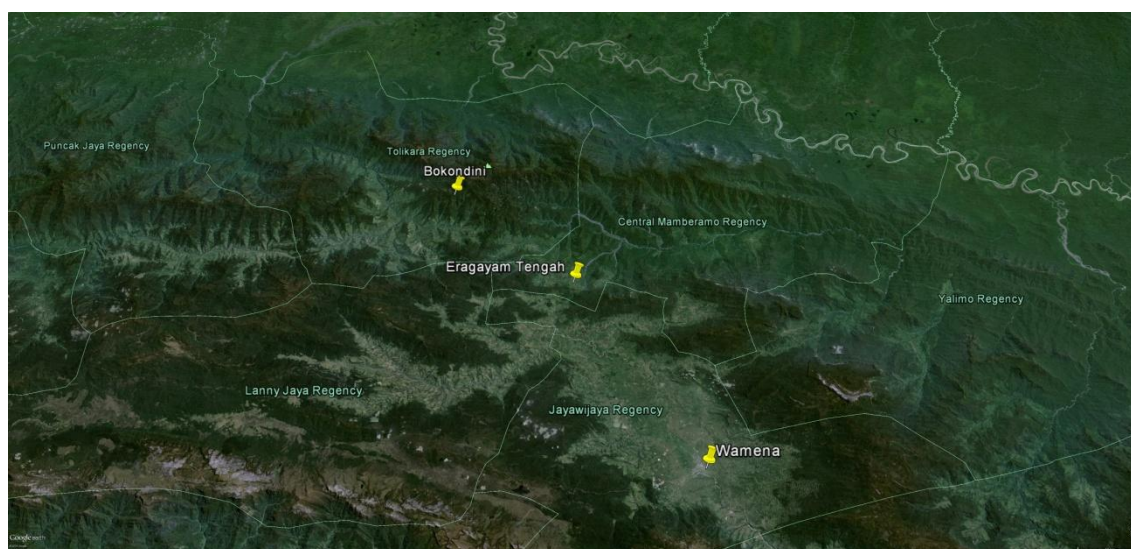 Puncak Jaya Regency
Tolikara Regency
Bokondini
Central Mamberamo Regency
Eragayam Tengah
Yalimo Regency
Lanny Jaya Regency
Jayawijaya Regency
Wamena
Google earth